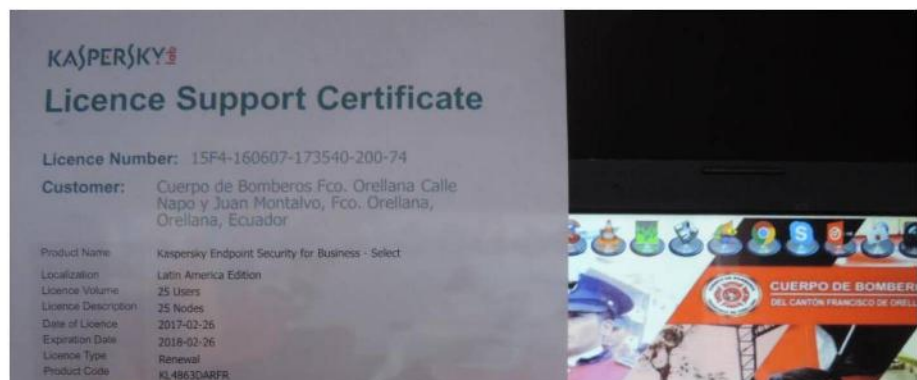 KASPERSKY lab
Licence Support Certificate
Licence Number: 15F4-160607-173540-200-74
Customer: Cuerpo de Bomberos Fco. Orellana Calle
Napo y Juan Montalvo, Fco. Orellana,
Orellana, Ecuador
Product Name Kaspersky Endpoint Security for Business - Select
Localization Latin America Edition
Licence Volume 25 Users
Licence Description 25 Nodes
Date of Licence 2017-02-26
Expiration Date 2018-02-26
Licence Type Renewal
Product Code KL4863DARFR
CUERPO DE BOMBER
DEL CANTÓN FRANCISCO DE ORELL